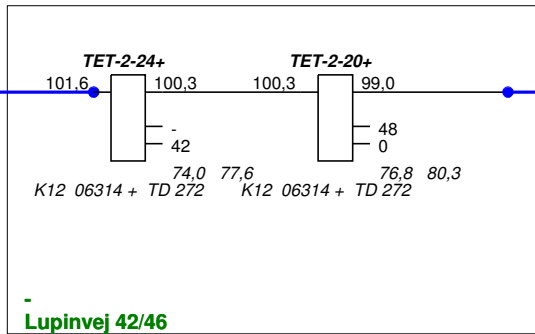 TET-2-24+ TET-2-20+
101,6 100,3 100,3 99,0
- 48
42 0
74,0 77,6 76,8 80,3
K12 06314 + TD 272 K12 06314 + TD 272
-
Lupinvej 42/46